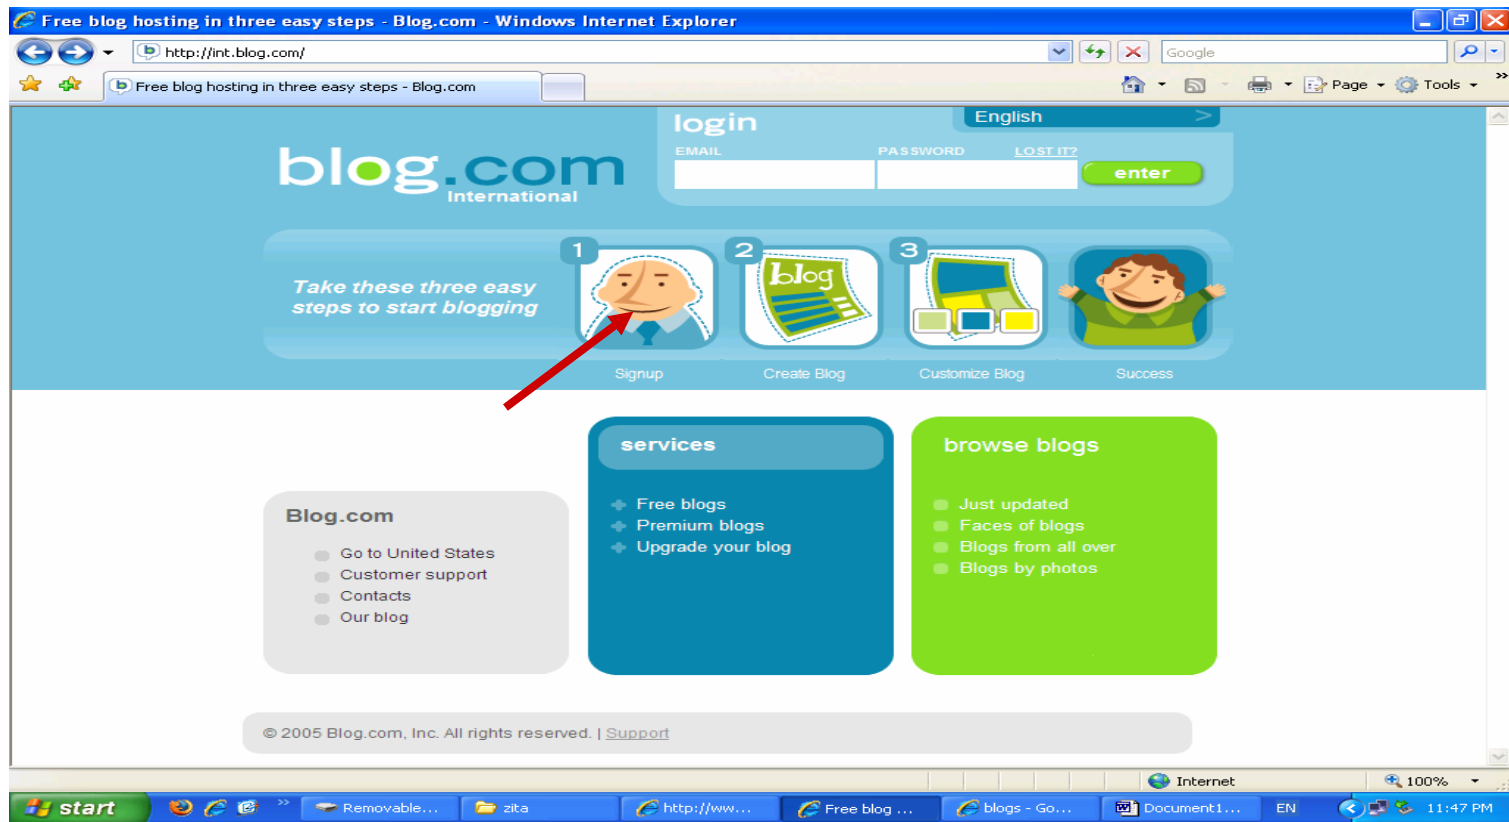 Free blog hosting in three easy steps - Blog.com - Windows Internet Explorer
http://int.blog.com/
Google
Free blog hosting in three easy steps - Blog.com
Page
Tools
login
English
EMAIL
PASSWORD
LOST IT?
enter
blog.com
International
1
2
3
blog
Take these three easy
steps to start blogging
Signup
Create Blog
Customize Blog
Success
Blog.com
Go to United States
Customer support
Contacts
Our blog
services
Free blogs
Premium blogs
Upgrade your blog
browse blogs
Just updated
Faces of blogs
Blogs from all over
Blogs by photos
© 2005 Blog.com, Inc. All rights reserved. | Support
Internet
100%
start
Removable...
zita
http://ww...
Free blog ...
blogs - Go...
Document1...
EN
11:47 PM